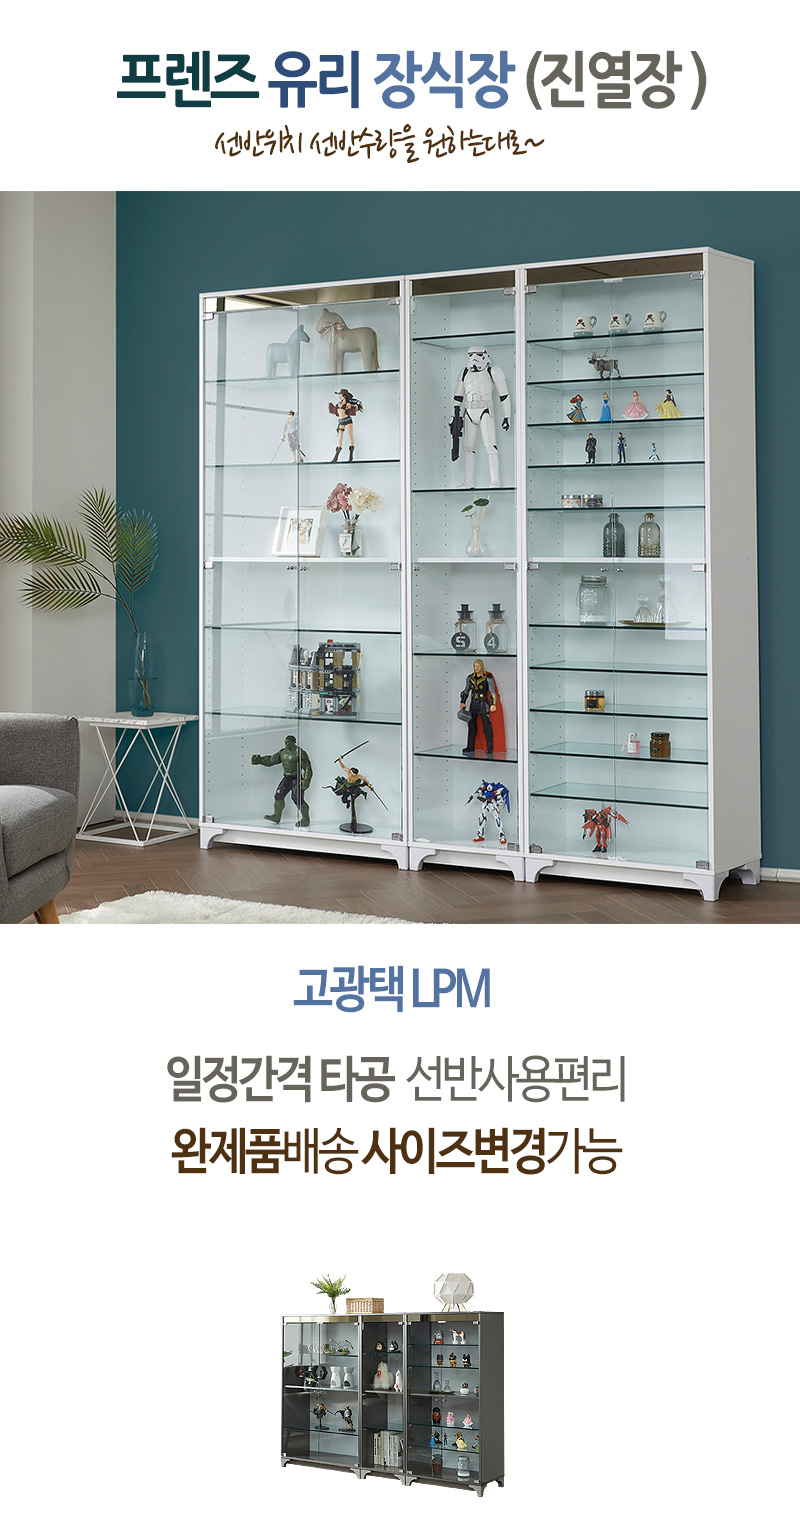 프렌즈 유리 장식장 (진열장)
선반위치 선반수량을 원하는대로~
5 4
고광택 LPM
일정간격 타공 선반사용편리
완제품배송 사이즈변경가능